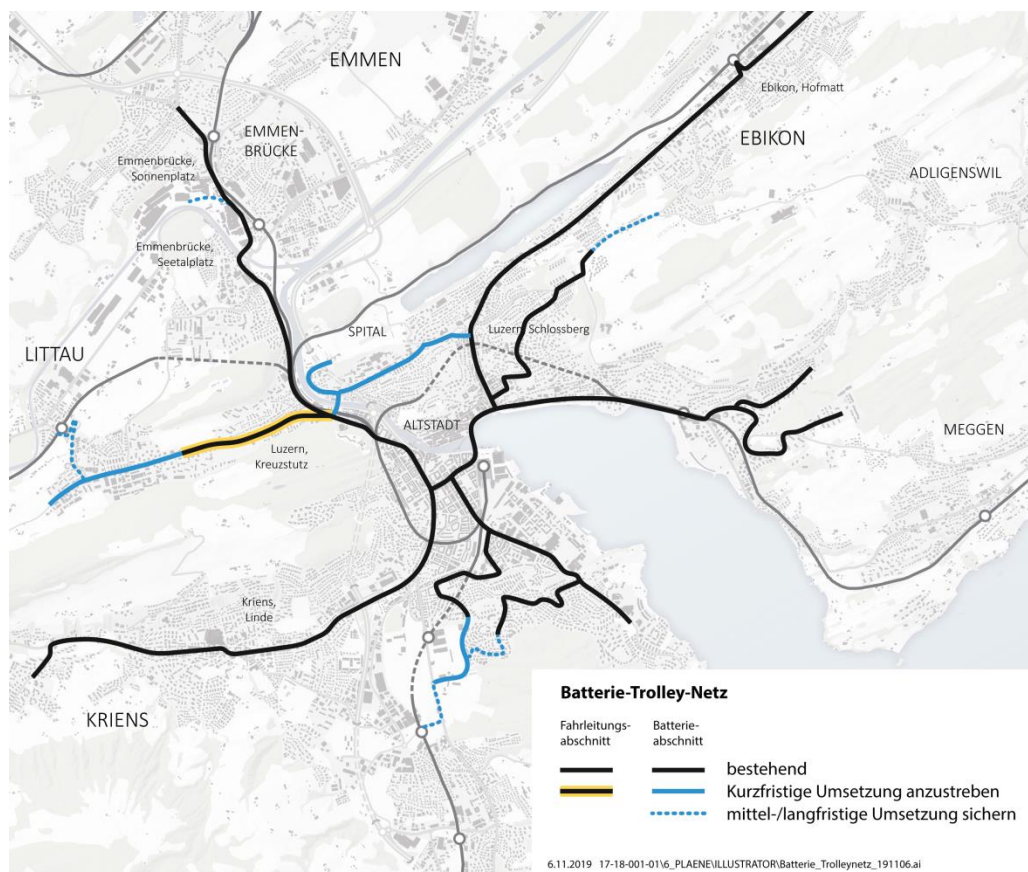 EMMEN
Ebikon, Hofmatt
EMMEN-
BRÜCKE
EBIKON
Emmenbrücke,
Sonnenplatz
ADLIGENSWIL
Emmenbrücke,
Seetalplatz
SPITAL
Luzern, Schlossberg
LITTAU
ALTSTADT
MEGGEN
Luzern,
Kreuzstutz
Kriens,
Linde
KRIENS
Batterie-Trolley-Netz
Fahrleitungs-
abschnitt
Batterie-
abschnitt
bestehend
Kurzfristige Umsetzung anzustreben
mittel-/langfristige Umsetzung sichern
6.11.2019 17-18-001-01\6_PLAENE\ILLUSTRATOR\Batterie_Trolleynetz_191106.ai